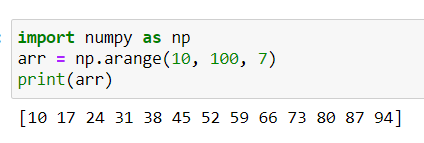 import numpy as np
arr = np.arange(10, 100, 7)
print(arr)
[10 17 24 31 38 45 52 59 66 73 80 87 94]